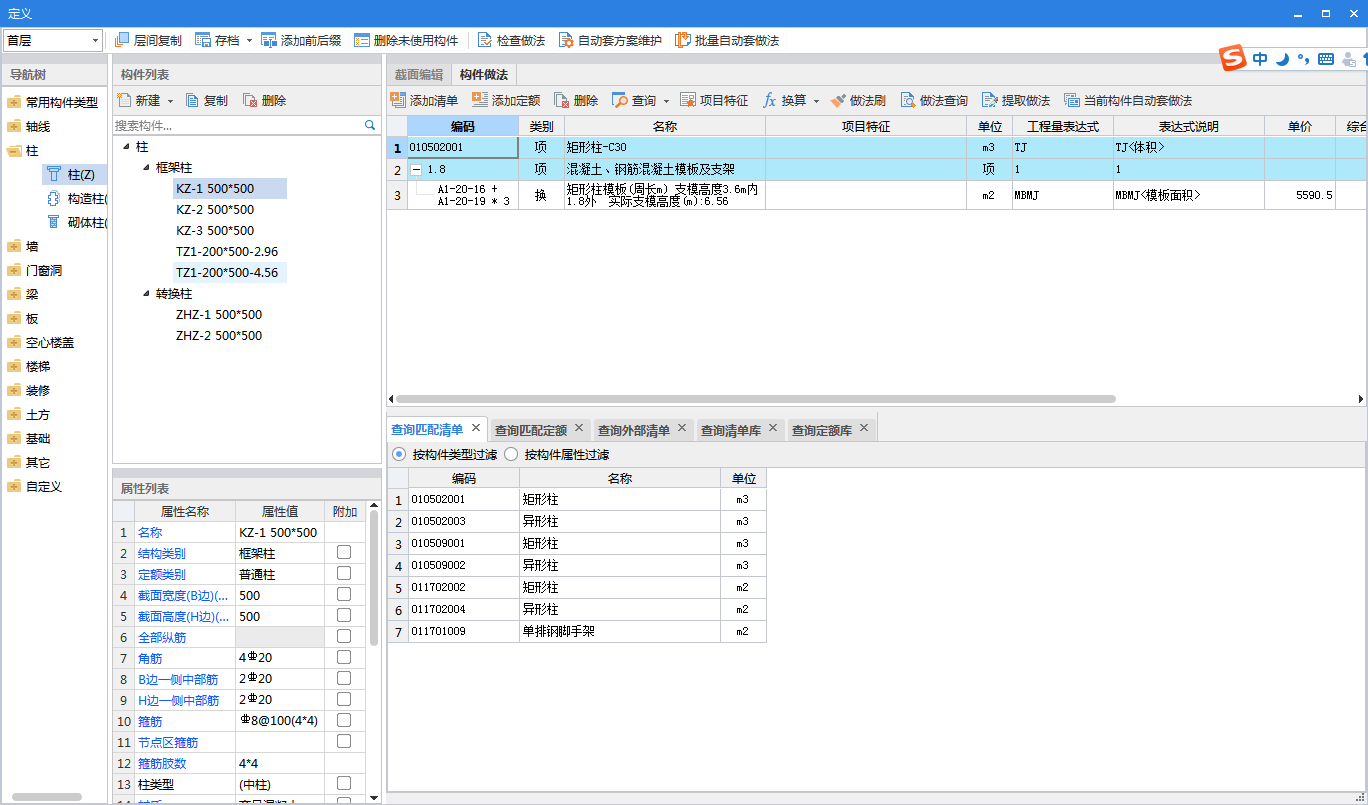 定义
首层 层间复制 存档 添加前后缀 删除未使用构件 检查做法 自动套方案维护 批量自动套做法
中
导航树
常用构件类型
轴线
柱
柱(Z)
构造柱(
砌体柱(
墙
门窗洞
梁
板
空心楼盖
楼梯
装修
土方
基础
其它
自定义
构件列表
新建 复制 删除
搜索构件...
柱
框架柱
KZ-1 500*500
KZ-2 500*500
KZ-3 500*500
TZ1-200*500-2.96
TZ1-200*500-4.56
转换柱
ZHZ-1 500*500
ZHZ-2 500*500
属性列表
属性名称 属性值 附加
1 名称 KZ-1 500*500
2 结构类别 框架柱
3 定额类别 普通柱
4 截面宽度(B边)(... 500
5 截面高度(H边)(... 500
6 全部纵筋
7 角筋 4⌀20
8 B边一侧中部筋 2⌀20
9 H边一侧中部筋 2⌀20
10 箍筋 ⌀8@100(4*4)
11 节点区箍筋
12 箍筋肢数 4*4
13 柱类型 (中柱)
截面编辑 构件做法
添加清单 添加定额 删除 查询 项目特征 fx 换算 做法刷 做法查询 提取做法 当前构件自动套做法
编码 类别 名称 项目特征 单位 工程量表达式 表达式说明 单价 综合
1 010502001 项 矩形柱-C30 m3 TJ TJ<体积>
2 1.8 混凝土、钢筋混凝土模板及支架 项 1 1
3 A1-20-16 + 换 矩形柱模板(周长m) 支模高度3.6m内 m2 MBMJ MBMJ<模板面积> 5590.5
A1-20-19 * 3 1.8外 实际支模高度(m):6.56
查询匹配清单 查询匹配定额 查询外部清单 查询清单库 查询定额库
按构件类型过滤 按构件属性过滤
编码 名称 单位
1 010502001 矩形柱 m3
2 010502003 异形柱 m3
3 010509001 矩形柱 m3
4 010509002 异形柱 m3
5 011702002 矩形柱 m2
6 011702004 异形柱 m2
7 011701009 单排钢脚手架 m2